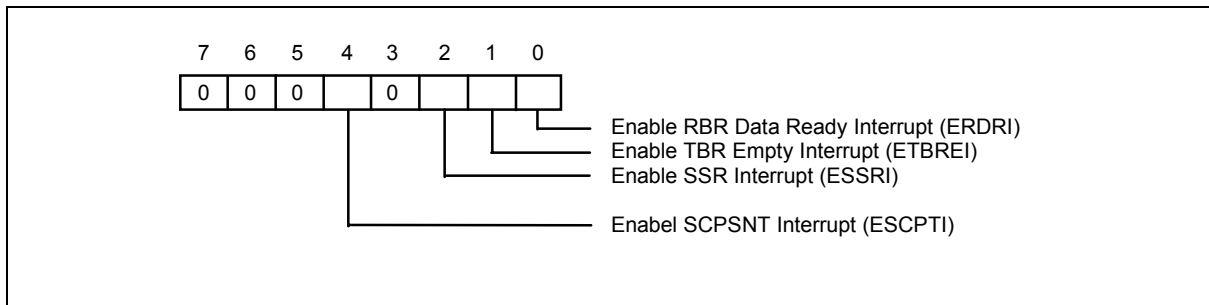 7 6 5 4 3 2 1 0
0 0 0 0
Enable RBR Data Ready Interrupt (ERDRI)
Enable TBR Empty Interrupt (ETBREI)
Enable SSR Interrupt (ESSRI)
Enabel SCPSNT Interrupt (ESCPTI)